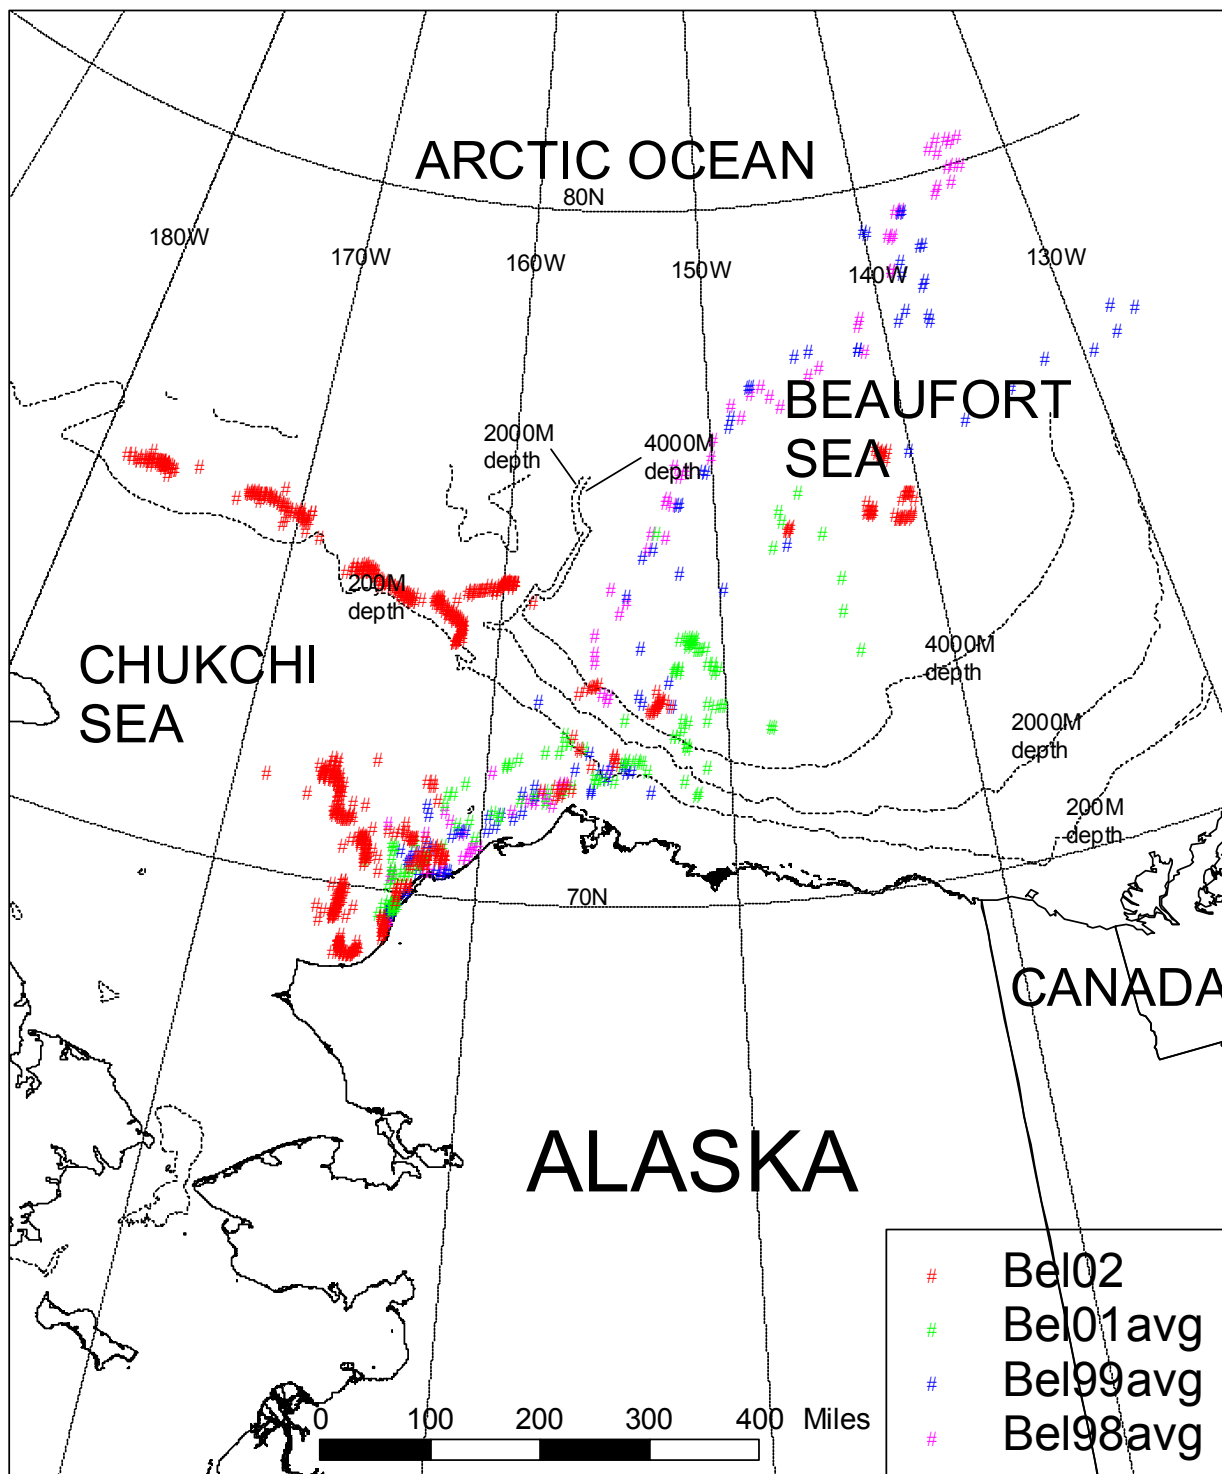 ARCTIC OCEAN
80N
180W
170W
160W
150W
140W
130W
BEAUFORT
SEA
2000M
depth
4000M
depth
200M
depth
CHUKCHI
SEA
4000M
depth
2000M
depth
200M
depth
70N
CANADA
ALASKA
# Bel02
# Bel01avg
# Bel99avg
# Bel98avg
0 100 200 300 400 Miles